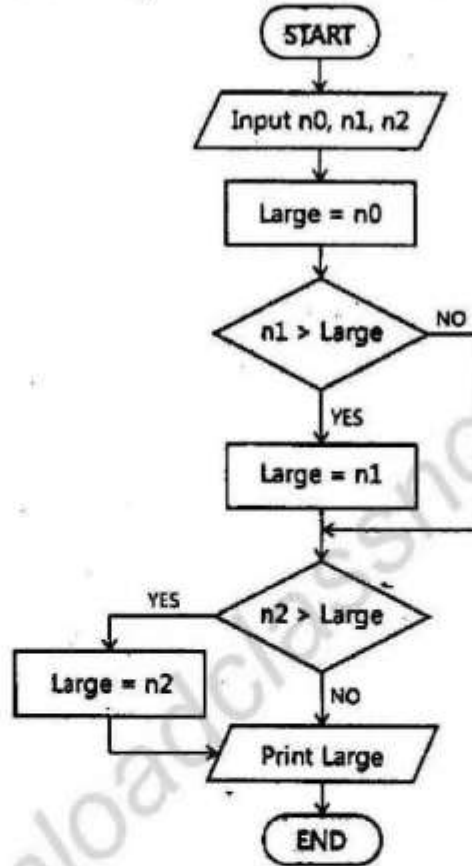 START
Input n0, n1, n2
Large = n0
n1 > Large
NO
YES
Large = n1
YES
n2 > Large
Large = n2
NO
Print Large
END